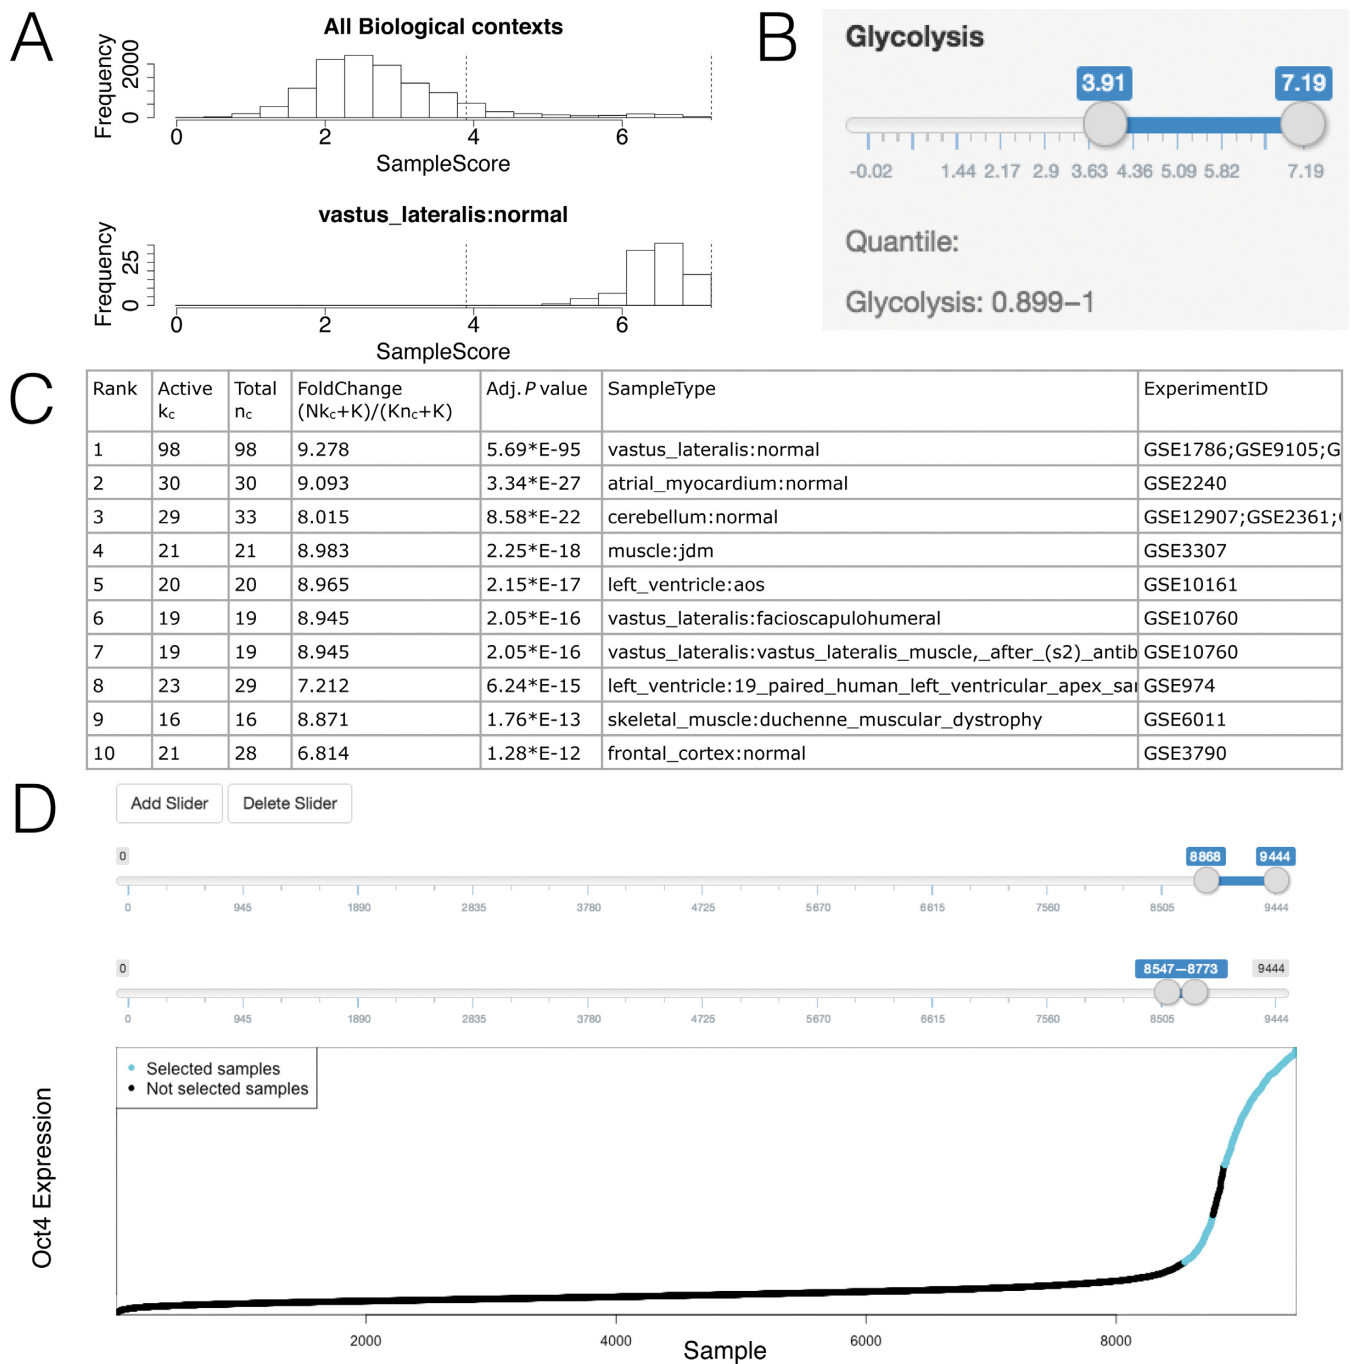 A
All Biological contexts
Frequency
2000
0
0 2 4 6
SampleScore
vastus_lateralis:normal
Frequency
25
0
0 2 4 6
SampleScore
B
Glycolysis
3.91 7.19
-0.02 1.44 2.17 2.9 3.63 4.36 5.09 5.82 7.19
Quantile:
Glycolysis: 0.899–1
C
Rank Active kc Total nc FoldChange (Nkc+K)/(Knc+K) Adj. P value SampleType ExperimentID
1 98 98 9.278 5.69*E-95 vastus_lateralis:normal GSE1786;GSE9105;G
2 30 30 9.093 3.34*E-27 atrial_myocardium:normal GSE2240
3 29 33 8.015 8.58*E-22 cerebellum:normal GSE12907;GSE2361;
4 21 21 8.983 2.25*E-18 muscle:jdm GSE3307
5 20 20 8.965 2.15*E-17 left_ventricle:aos GSE10161
6 19 19 8.945 2.05*E-16 vastus_lateralis:facioscapulohumeral GSE10760
7 19 19 8.945 2.05*E-16 vastus_lateralis:vastus_lateralis_muscle,_after_(s2)_antib GSE10760
8 23 29 7.212 6.24*E-15 left_ventricle:19_paired_human_left_ventricular_apex_sa GSE974
9 16 16 8.871 1.76*E-13 skeletal_muscle:duchenne_muscular_dystrophy GSE6011
10 21 28 6.814 1.28*E-12 frontal_cortex:normal GSE3790
D
Add Slider Delete Slider
0 8868 9444
0 945 1890 2835 3780 4725 5670 6615 7560 8505 9444
0 8547—8773 9444
0 945 1890 2835 3780 4725 5670 6615 7560 8505 9444
Selected samples
Not selected samples
Oct4 Expression
2000 4000 6000 8000
Sample